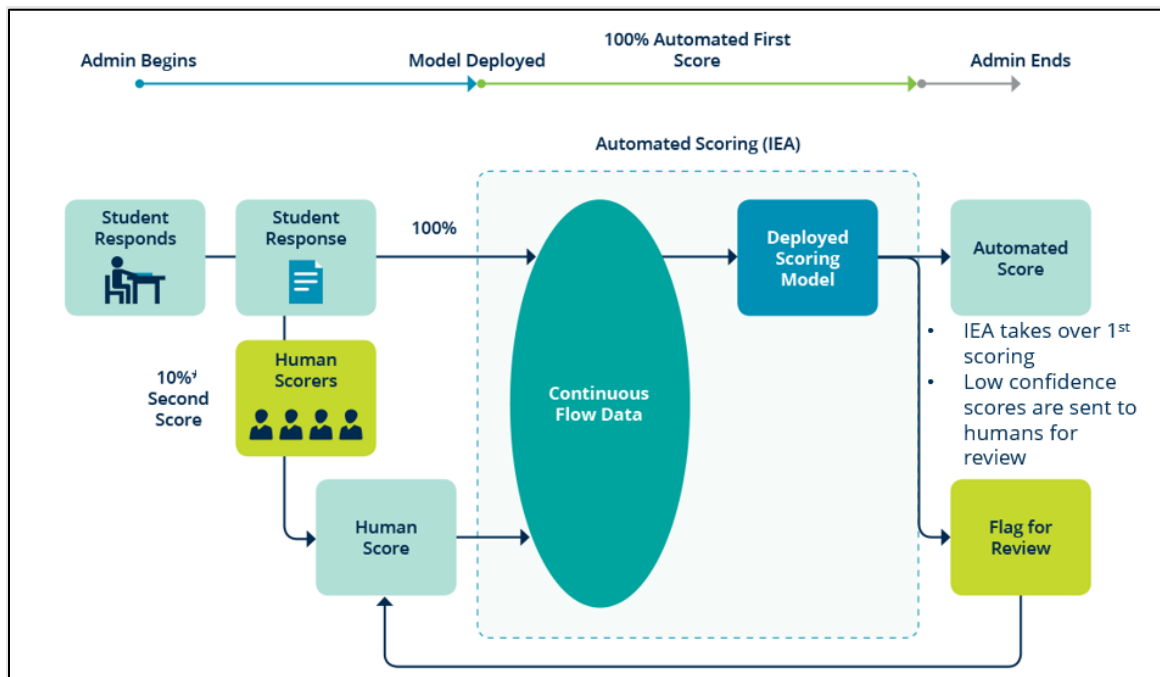 Admin Begins
Model Deployed
100% Automated First
Score
Admin Ends
Automated Scoring (IEA)
Student
Responds
Student
Response
100%
Deployed
Scoring
Model
Automated
Score
10%
Second
Score
Human
Scorers
Continuous
Flow Data
• IEA takes over 1st
scoring
• Low confidence
scores are sent to
humans for
review
Human
Score
Flag for
Review